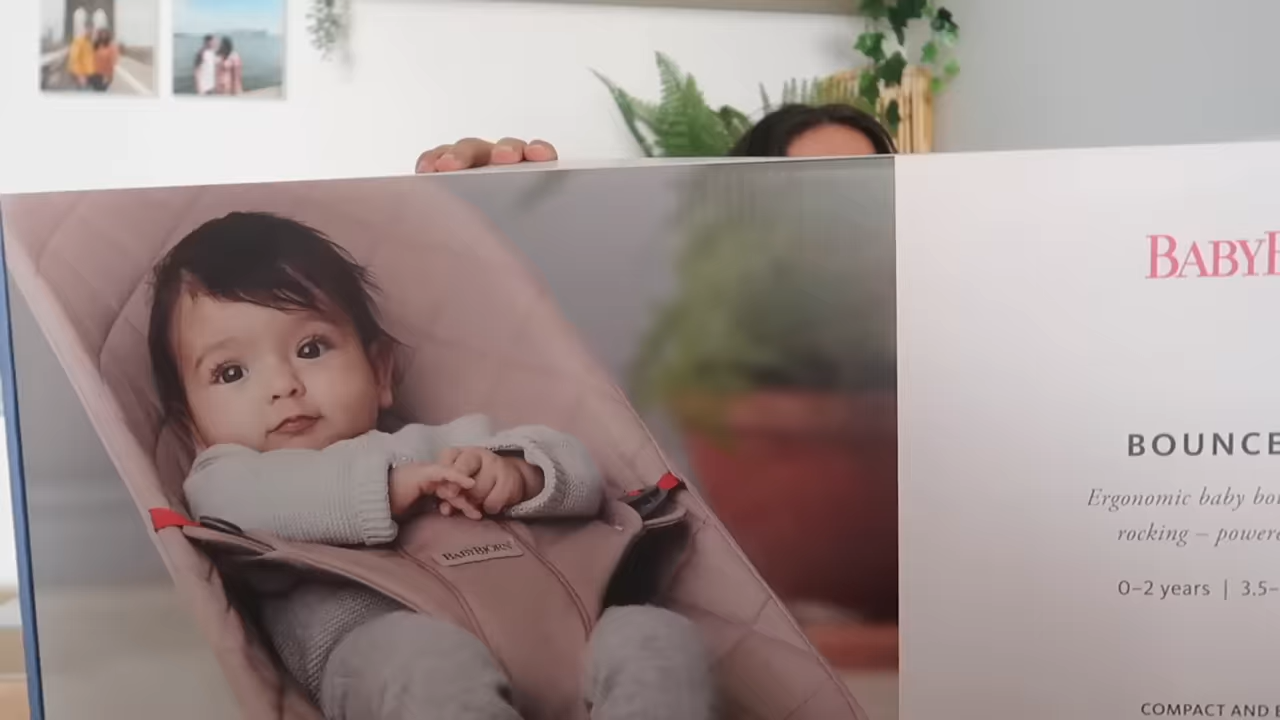 BABYBJÖRN
BABYB
BOUNCE
Ergonomic baby bo
rocking – powere
0–2 years | 3.5–
COMPACT AND